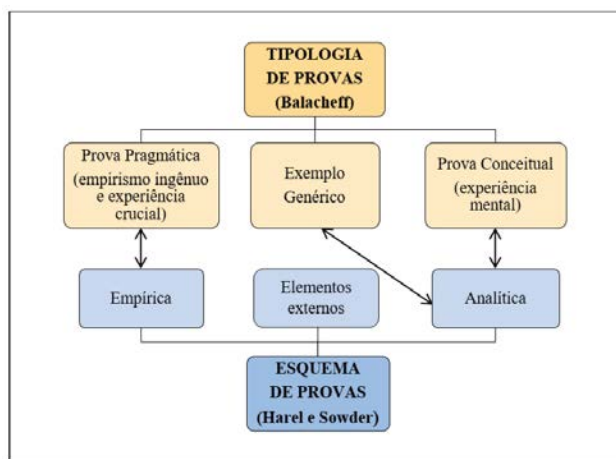 TIPOLOGIA
DE PROVAS
(Balacheff)
Prova Pragmática
(empirismo ingênuo
e experiência
crucial)
Exemplo
Genérico
Prova Conceitual
(experiência
mental)
Empírica
Elementos
externos
Analítica
ESQUEMA
DE PROVAS
(Harel e Sowder)